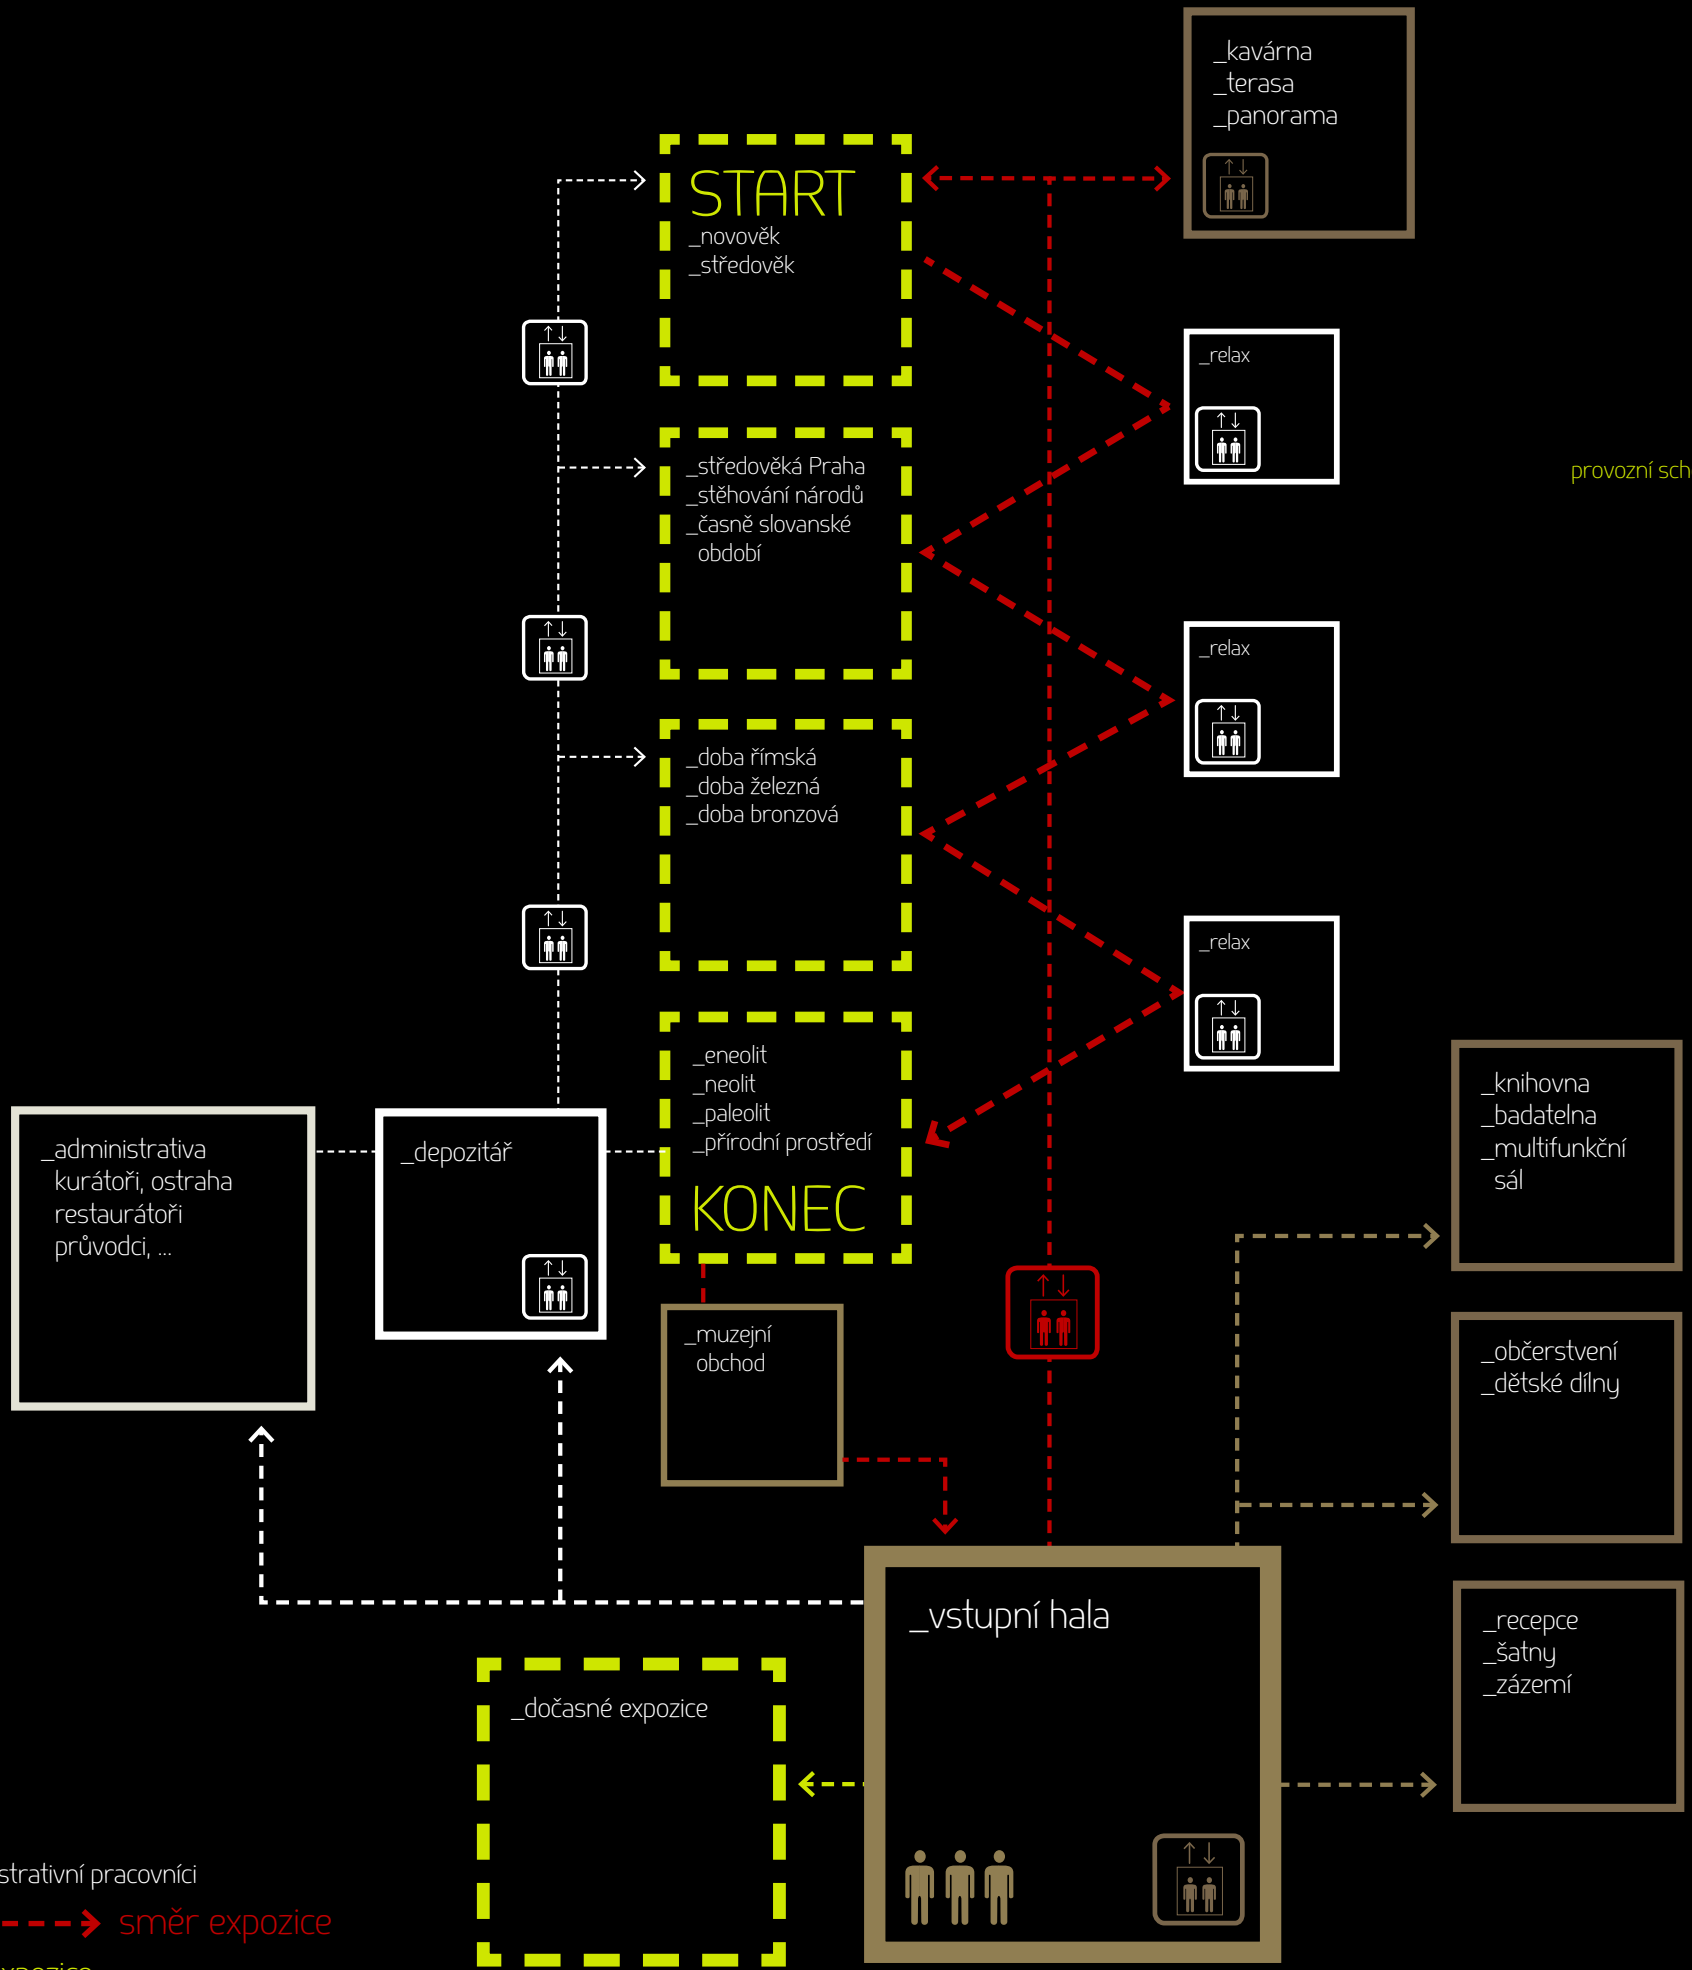 _kavárna
_terasa
_panorama
START
_novověk
_středověk
_relax
_středověká Praha
_stěhování národů
_časně slovanské
období
provozní sch
_relax
_doba římská
_doba železná
_doba bronzová
_relax
_eneolit
_neolit
_paleolit
_přírodní prostředí
KONEC
_knihovna
_badatelna
_multifunkční
sál
_administrativa
kurátoři, ostraha
restaurátoři
průvodci, ...
_depozitář
_muzejní
obchod
_občerstvení
_dětské dílny
_vstupní hala
_recepce
_šatny
_zázemí
_dočasné expozice
strativní pracovníci
směr expozice